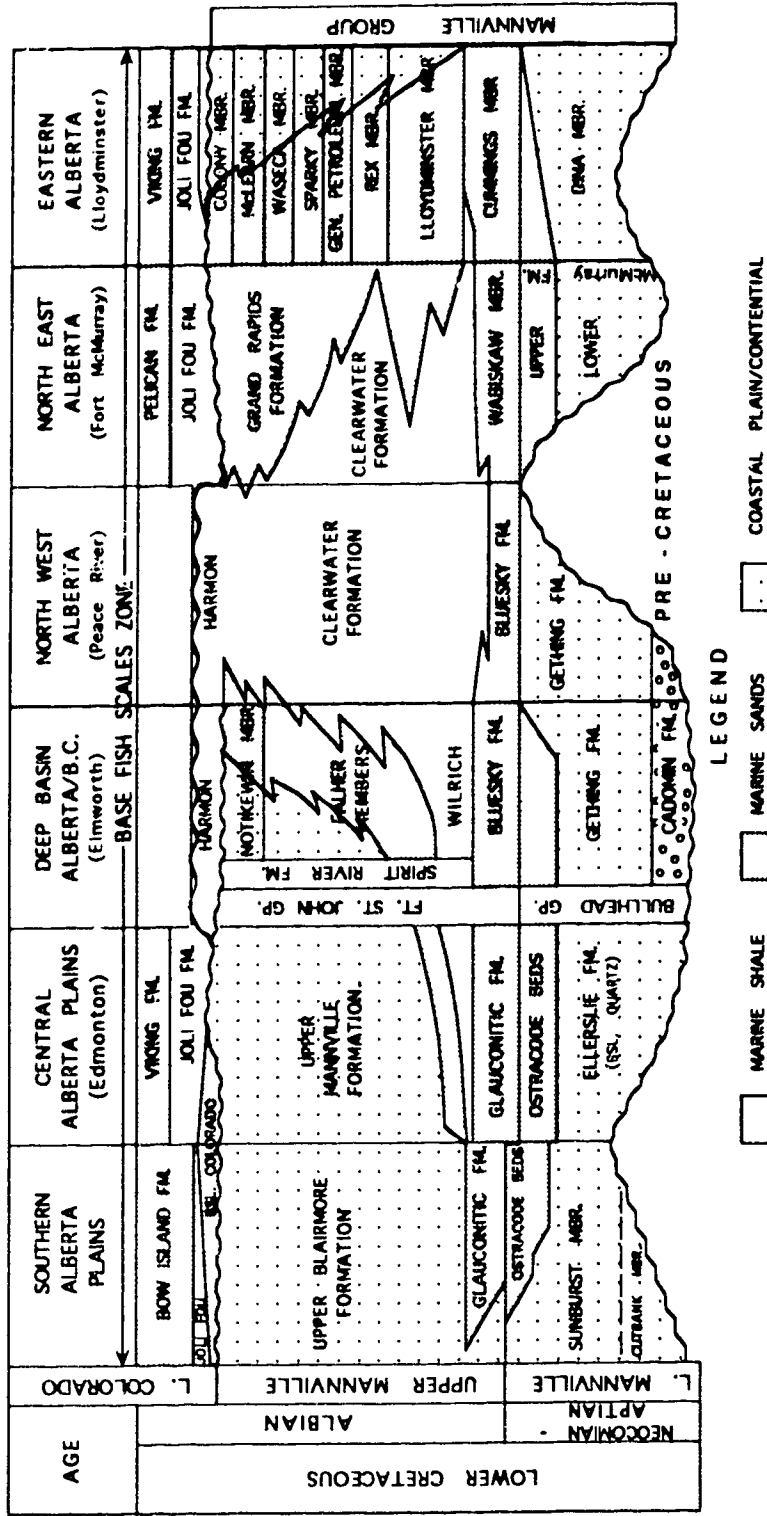 AGE
SOUTHERN
ALBERTA
PLAINS
CENTRAL
ALBERTA PLAINS
(Edmonton)
DEEP BASIN
ALBERTA/B.C.
(Elmworth)
NORTH WEST
ALBERTA
(Peace River)
NORTH EAST
ALBERTA
(Fort McMurray)
EASTERN
ALBERTA
(Lloydminster)
BASE FISH SCALES ZONE
LOWER CRETACEOUS
ALBIAN
APTIAN
NEOCOMIAN
L. COLORADO
UPPER MANNVILLE
L. MANNVILLE
BOW ISLAND FM.
JOLI FOU
BSL. COLORADO
UPPER BLAIRMORE
FORMATION
GLAUCONITIC FM.
OSTRACODE BEDS
SUNBURST MBR.
CUTBANK MBR.
VIKING FM.
JOLI FOU FM.
UPPER
MANNVILLE
FORMATION.
GLAUCONITIC FM.
OSTRACODE BEDS
ELLERSLIE FM.
(BSL. QUARTZ)
FT. ST. JOHN GP.
BULLHEAD GP.
SPIRIT RIVER FM.
HARMON
NOTIKEWIN MBR
FALHER
MEMBERS
WILRICH
BLUESKY FM.
GETHING FM.
CADOMIN FM.
HARMON
CLEARWATER
FORMATION
BLUESKY FM.
GETHING FM.
PELICAN FM.
JOLI FOU FM.
GRAND RAPIDS
FORMATION
CLEARWATER
FORMATION
WABISKAW MBR.
UPPER
LOWER
McMurray FM.
VIKING FM.
JOLI FOU FM.
COLONY MBR.
McLEARN MBR.
WASECA MBR.
SPARKY MBR.
GEN. PETROLEUM MBR.
REX MBR.
LLOYDMINSTER MBR
CUMMINGS MBR
DINA MBR.
MANNVILLE GROUP
PRE - CRETACEOUS
LEGEND
MARINE SHALE
MARINE SANDS
COASTAL PLAIN/CONTENTIAL